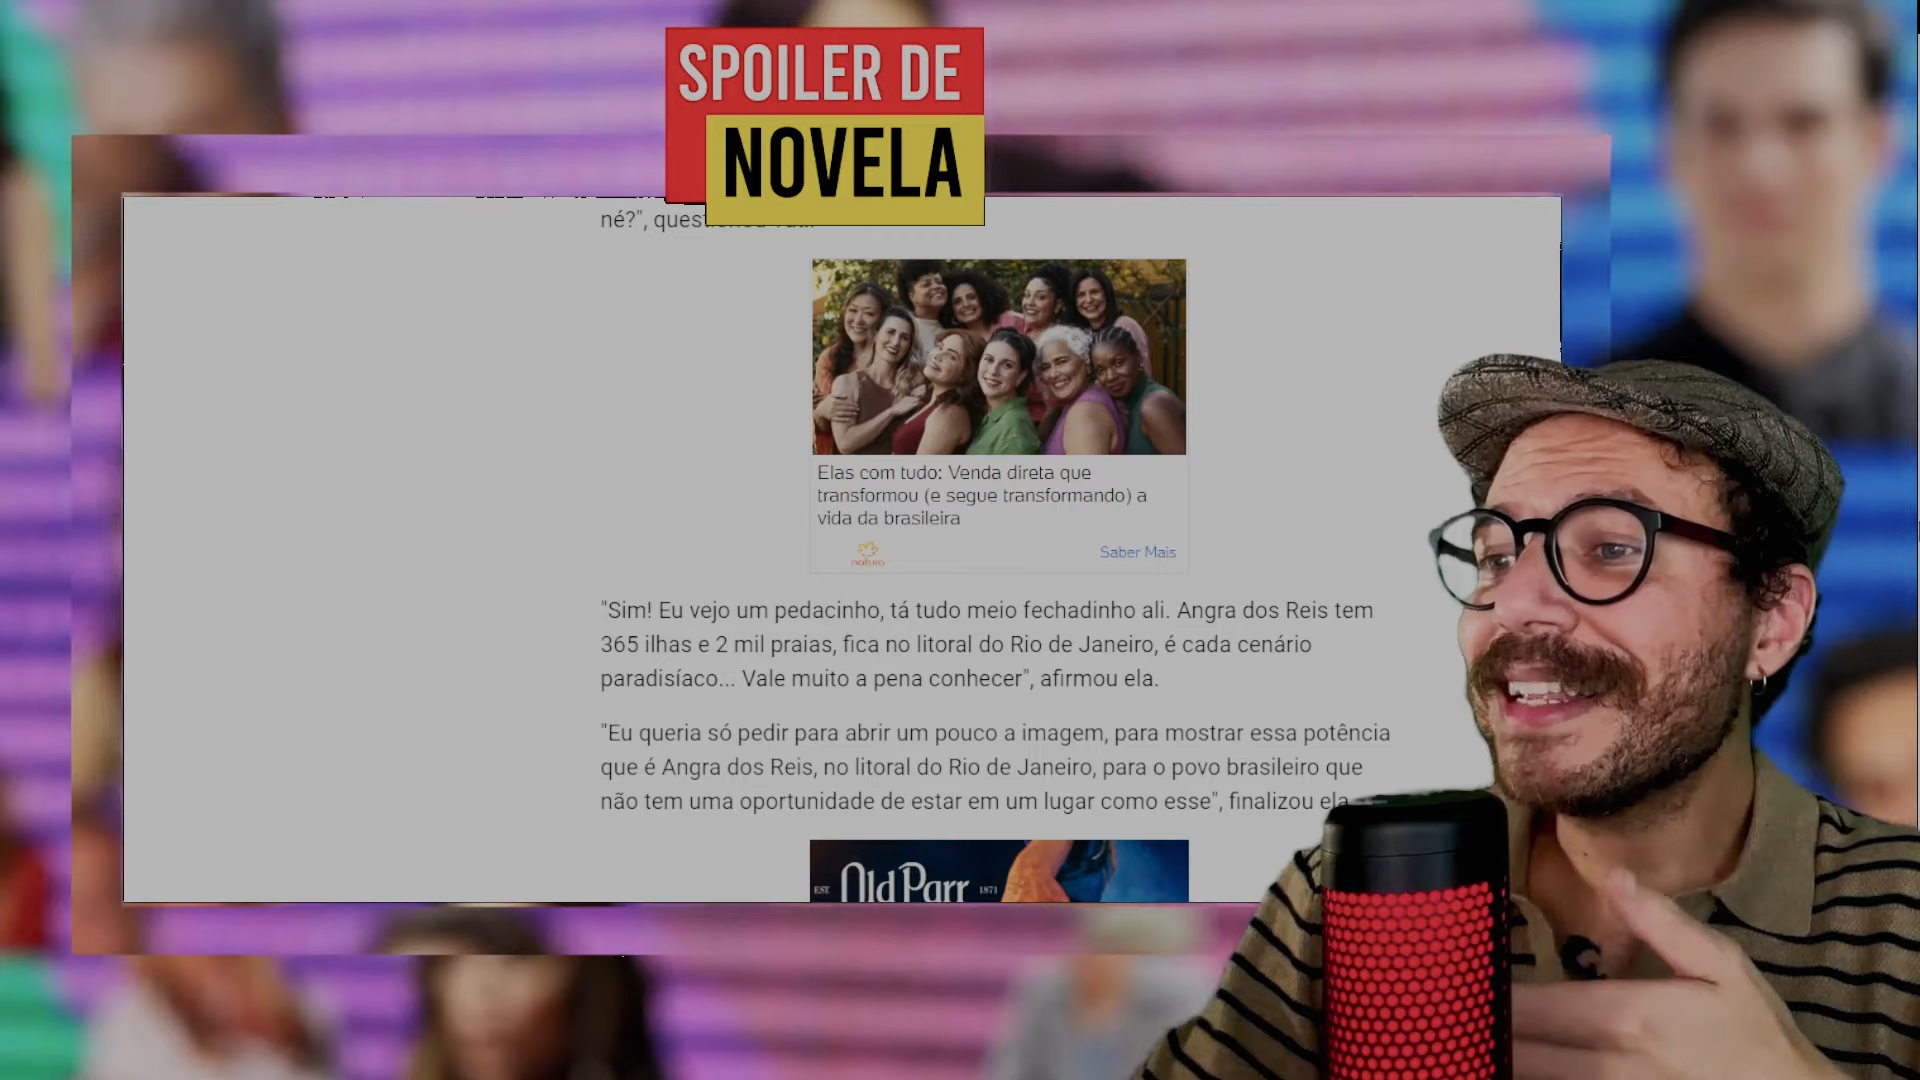 SPOILER DE
NOVELA
né?",
Elas com tudo: Venda direta que
transformou (e segue transformando) a
vida da brasileira
natura
Saber Mais
"Sim! Eu vejo um pedacinho, tá tudo meio fechadinho ali. Angra dos Reis tem
365 ilhas e 2 mil praias, fica no litoral do Rio de Janeiro, é cada cenário
paradisíaco... Vale muito a pena conhecer", afirmou ela.
"Eu queria só pedir para abrir um pouco a imagem, para mostrar essa potência
que é Angra dos Reis, no litoral do Rio de Janeiro, para o povo brasileiro que
não tem uma oportunidade de estar em um lugar como esse", finalizou ela
EST. Old Parr 1871